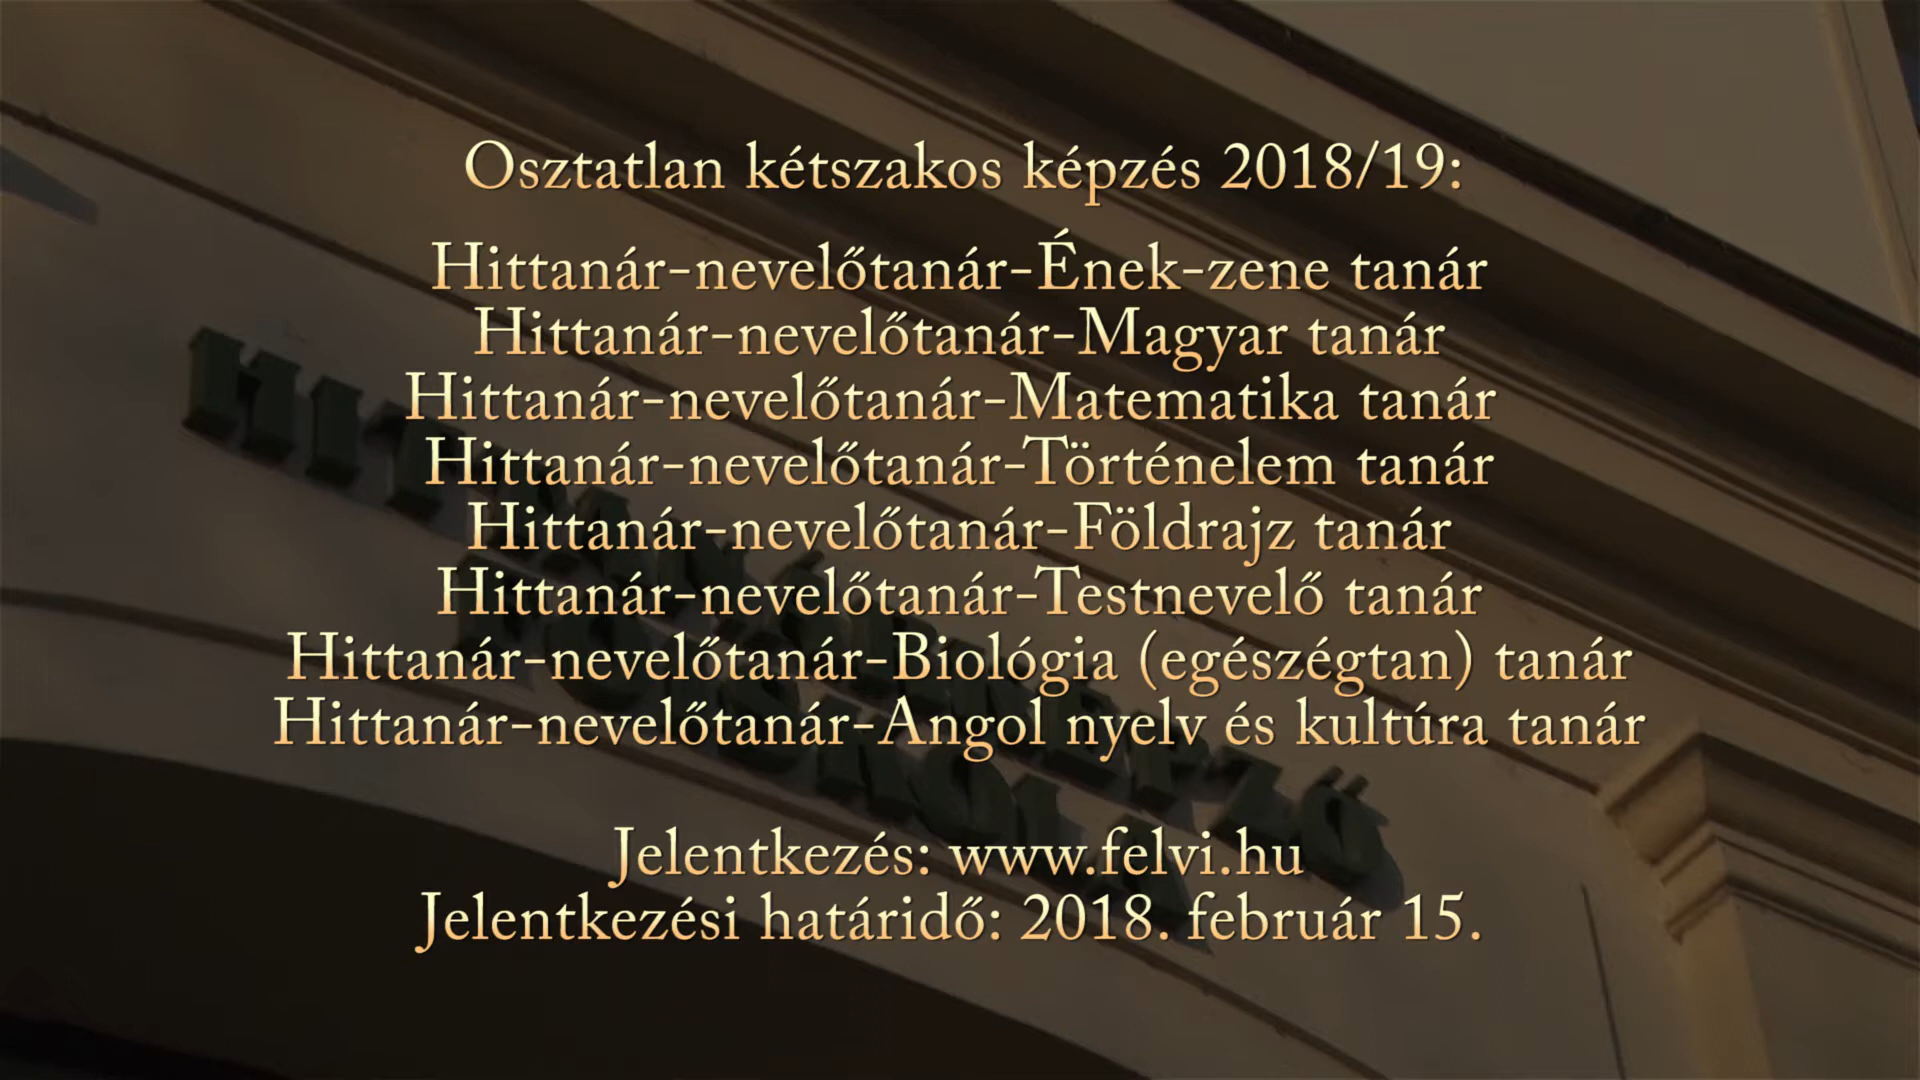 Osztatlan kétszakos képzés 2018/19:
Hittanár-nevelőtanár-Ének-zene tanár
Hittanár-nevelőtanár-Magyar tanár
Hittanár-nevelőtanár-Matematika tanár
Hittanár-nevelőtanár-Történelem tanár
Hittanár-nevelőtanár-Földrajz tanár
Hittanár-nevelőtanár-Testnevelő tanár
Hittanár-nevelőtanár-Biológia (egészégtan) tanár
Hittanár-nevelőtanár-Angol nyelv és kultúra tanár
Jelentkezés: www.felvi.hu
Jelentkezési határidő: 2018. február 15.